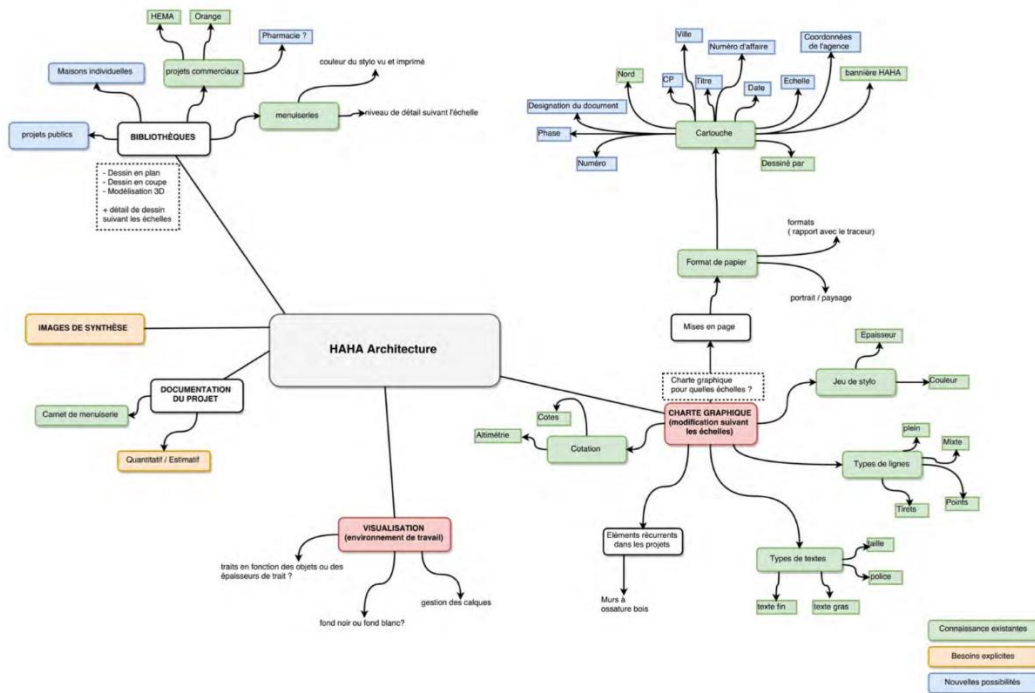 HEMA
Orange
Pharmacie ?
projets commerciaux
Maisons individuelles
couleur du stylo vu et imprimé
menuiseries
niveau de détail suivant l'échelle
projets publics
BIBLIOTHÈQUES
- Dessin en plan
- Dessin en coupe
- Modélisation 3D
+ détail de dessin
suivant les échelles
Ville
Numéro d'affaire
Coordonnées
de l'agence
Nord
CP
Titre
Date
Echelle
bannière HAHA
Designation du document
Phase
Numéro
Cartouche
Dessiné par
formats
( rapport avec le traceur)
Format de papier
portrait / paysage
Mises en page
IMAGES DE SYNTHÈSE
HAHA Architecture
DOCUMENTATION
DU PROJET
Carnet de menuiserie
Quantitatif / Estimatif
Charte graphique
pour quelles échelles ?
CHARTE GRAPHIQUE
(modification suivant
les échelles)
Epaisseur
Jeu de stylo
Couleur
Cotes
Altimétrie
Cotation
plein
Mixte
Types de lignes
Tirets
Points
VISUALISATION
(environnement de travail)
traits en fonction des objets ou des
épaisseurs de trait ?
fond noir ou fond blanc?
gestion des calques
Eléments récurrents
dans les projets
Murs à
ossature bois
Types de textes
taille
police
texte fin
texte gras
Connaissance existantes
Besoins explicites
Nouvelles possibilités